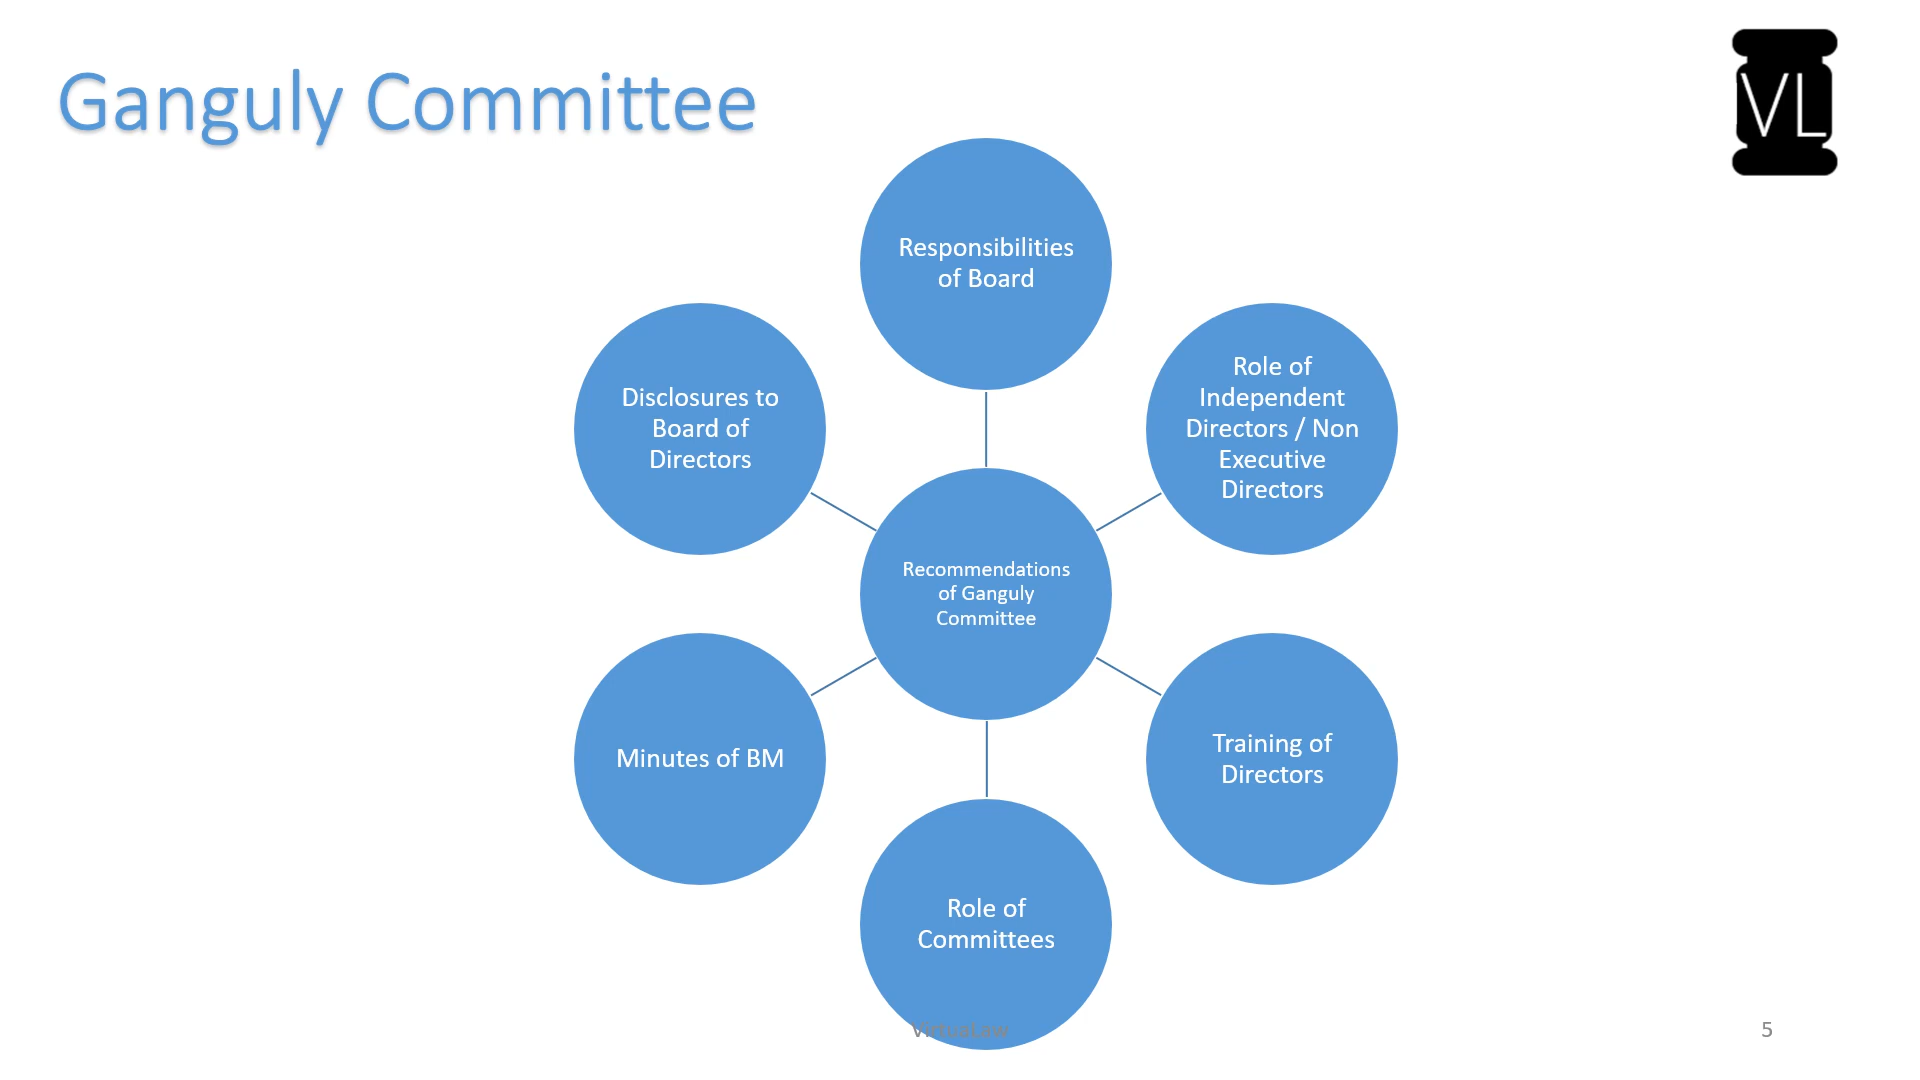 Ganguly Committee
VL
Responsibilities
of Board
Role of
Independent
Directors / Non
Executive
Directors
Training of
Directors
Role of
Committees
Minutes of BM
Disclosures to
Board of
Directors
Recommendations
of Ganguly
Committee
VirtuaLaw
5